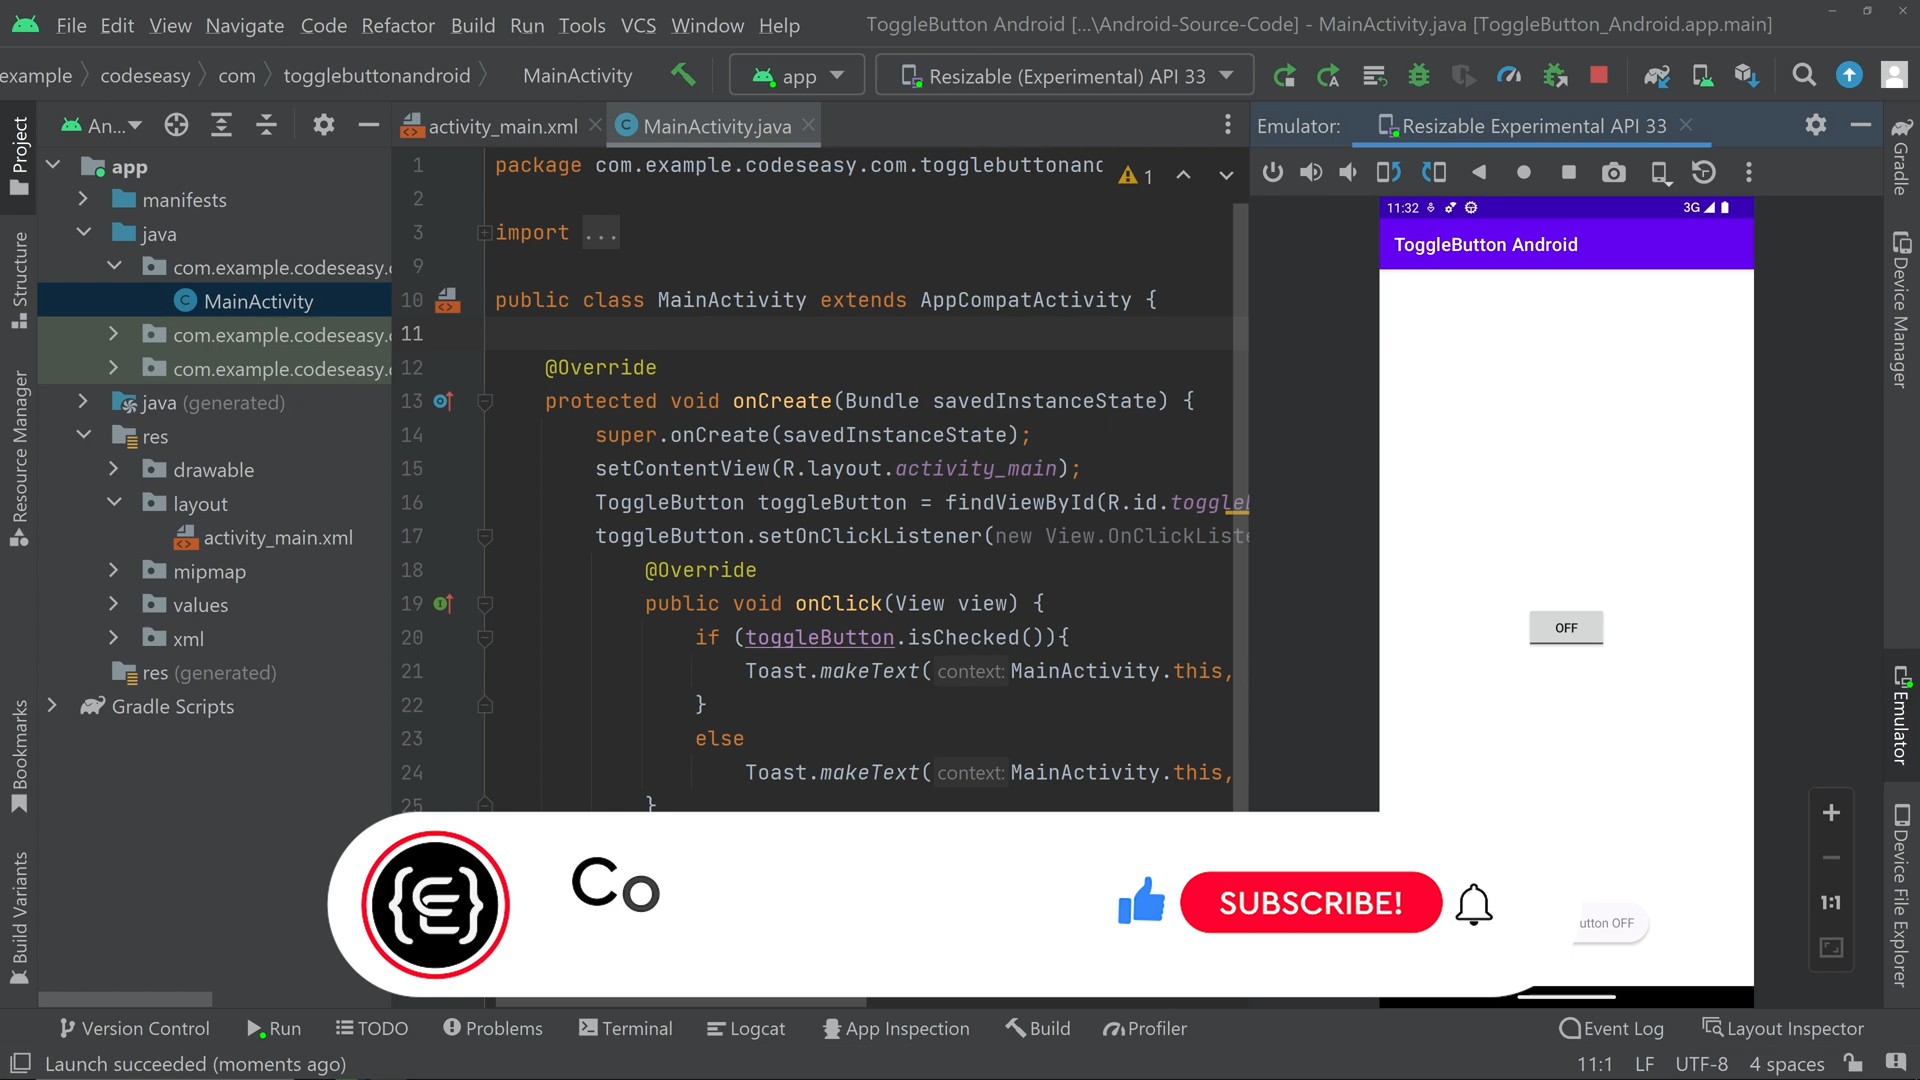 File Edit View Navigate Code Refactor Build Run Tools VCS Window Help
ToggleButton Android [...\Android-Source-Code] - MainActivity.java [ToggleButton_Android.app.main]
example codeseasy com togglebuttonandroid MainActivity
app
Resizable (Experimental) API 33
Project
Structure
Resource Manager
Bookmarks
Build Variants
An...
app
manifests
java
com.example.codeseasy.
MainActivity
com.example.codeseasy.
com.example.codeseasy.
java (generated)
res
drawable
layout
activity_main.xml
mipmap
values
xml
res (generated)
Gradle Scripts
activity_main.xml
MainActivity.java
1
1 package com.example.codeseasy.com.togglebuttonand
2
3 import ...
9
10 public class MainActivity extends AppCompatActivity {
11
12 @Override
13 protected void onCreate(Bundle savedInstanceState) {
14 super.onCreate(savedInstanceState);
15 setContentView(R.layout.activity_main);
16 ToggleButton toggleButton = findViewById(R.id.toggle
17 toggleButton.setOnClickListener(new View.OnClickListe
18 @Override
19 public void onClick(View view) {
20 if (toggleButton.isChecked()){
21 Toast.makeText( context: MainActivity.this,
22 }
23 else
24 Toast.makeText( context: MainActivity.this,
25 }
Emulator:
Resizable Experimental API 33
11:32
3G
ToggleButton Android
OFF
utton OFF
1:1
Gradle
Device Manager
Emulator
Device File Explorer
Co
SUBSCRIBE!
Version Control Run TODO Problems Terminal Logcat App Inspection Build Profiler
Event Log Layout Inspector
Launch succeeded (moments ago)
11:1 LF UTF-8 4 spaces